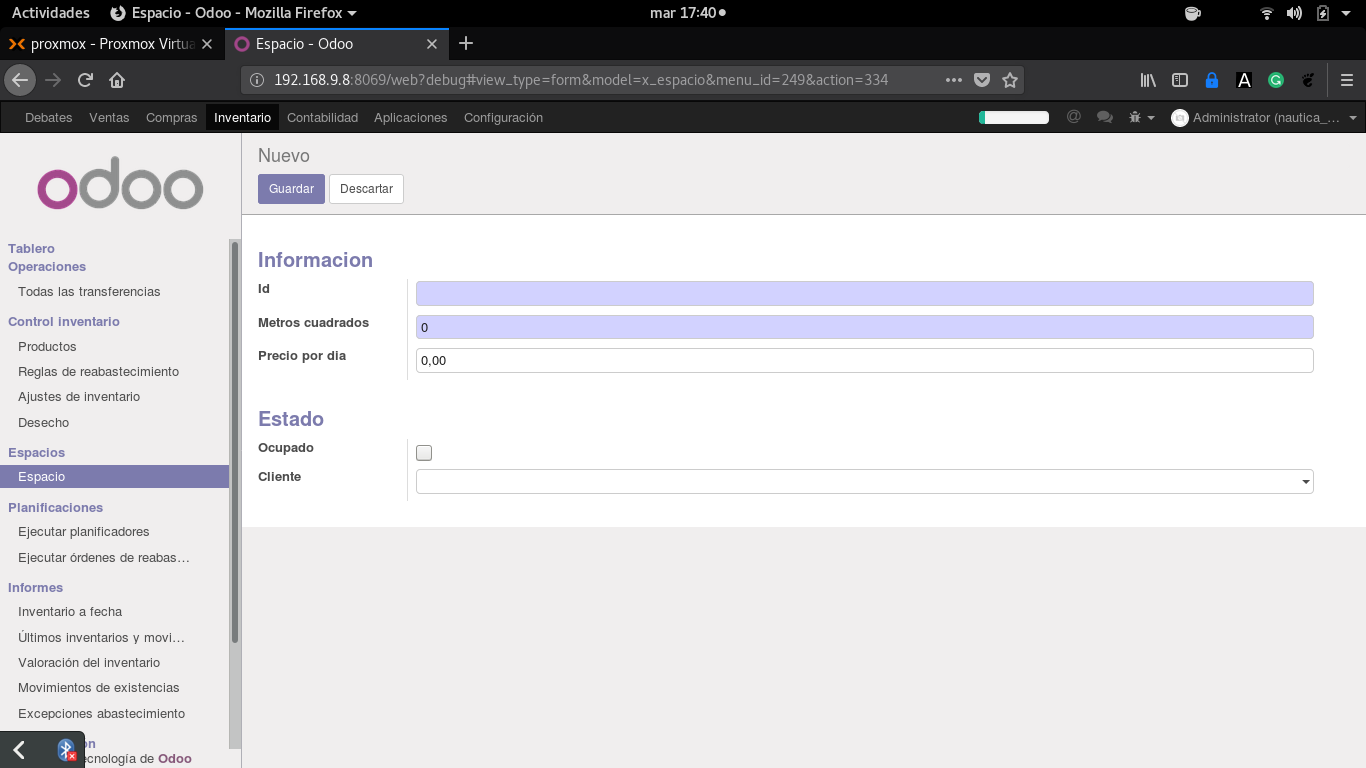 Actividades Espacio - Odoo - Mozilla Firefox mar 17:40
proxmox - Proxmox Virtua Espacio - Odoo
192.168.9.8:8069/web?debug#view_type=form&model=x_espacio&menu_id=249&action=334
Debates Ventas Compras Inventario Contabilidad Aplicaciones Configuración @ Administrator (nautica_...
odoo
Tablero
Operaciones
Todas las transferencias
Control inventario
Productos
Reglas de reabastecimiento
Ajustes de inventario
Desecho
Espacios
Espacio
Planificaciones
Ejecutar planificadores
Ejecutar órdenes de reabas...
Informes
Inventario a fecha
Últimos inventarios y movi...
Valoración del inventario
Movimientos de existencias
Excepciones abastecimiento
ecnología de Odoo
Nuevo
Guardar Descartar
Informacion
Id
Metros cuadrados 0
Precio por dia 0,00
Estado
Ocupado
Cliente